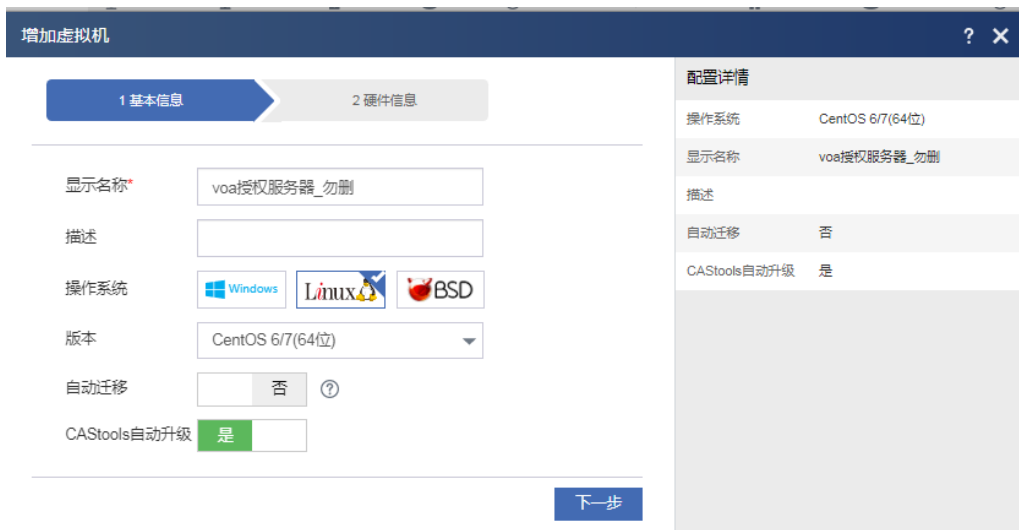 增加虚拟机
?
1 基本信息
2 硬件信息
显示名称* voa授权服务器_勿删
描述
操作系统 Windows Linux BSD
版本 CentOS 6/7(64位)
自动迁移 否 ?
CAStools自动升级 是
下一步
配置详情
操作系统 CentOS 6/7(64位)
显示名称 voa授权服务器_勿删
描述
自动迁移 否
CAStools自动升级 是